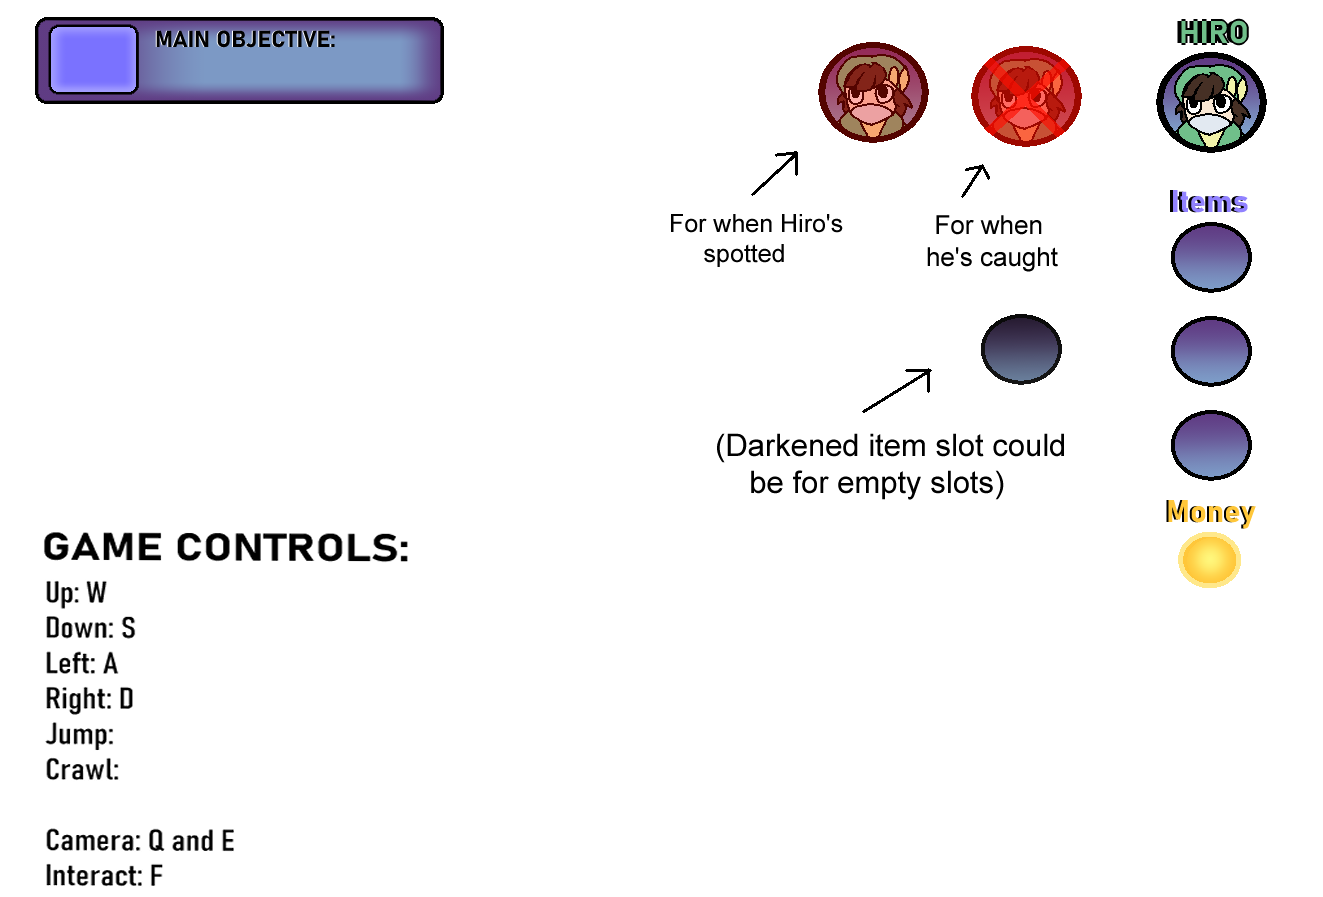 MAIN OBJECTIVE:
HIRO
For when Hiro's
spotted
For when
he's caught
Items
(Darkened item slot could
be for empty slots)
Money
GAME CONTROLS:
Up: W
Down: S
Left: A
Right: D
Jump:
Crawl:
Camera: Q and E
Interact: F